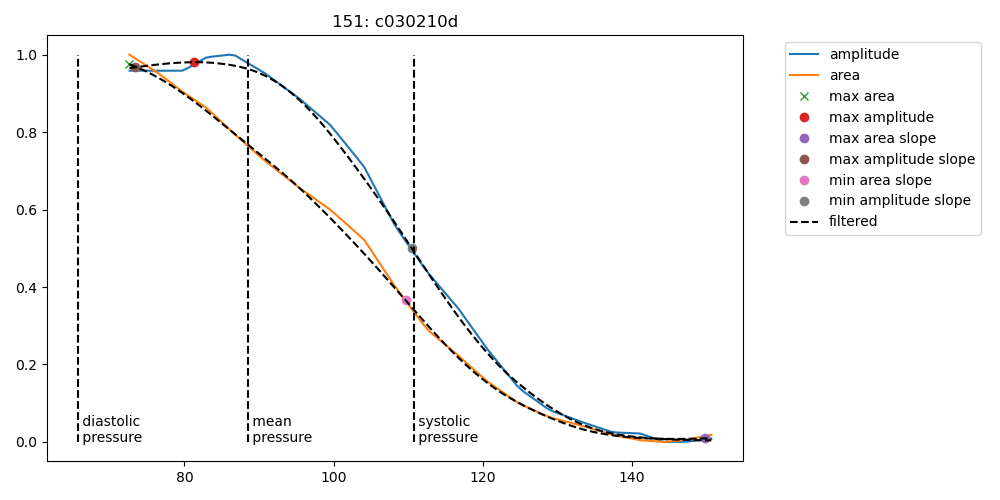 151: c030210d
amplitude
area
max area
max amplitude
max area slope
max amplitude slope
min area slope
min amplitude slope
filtered
1.0
0.8
0.6
0.4
0.2
0.0
diastolic
pressure
mean
pressure
systolic
pressure
80
100
120
140